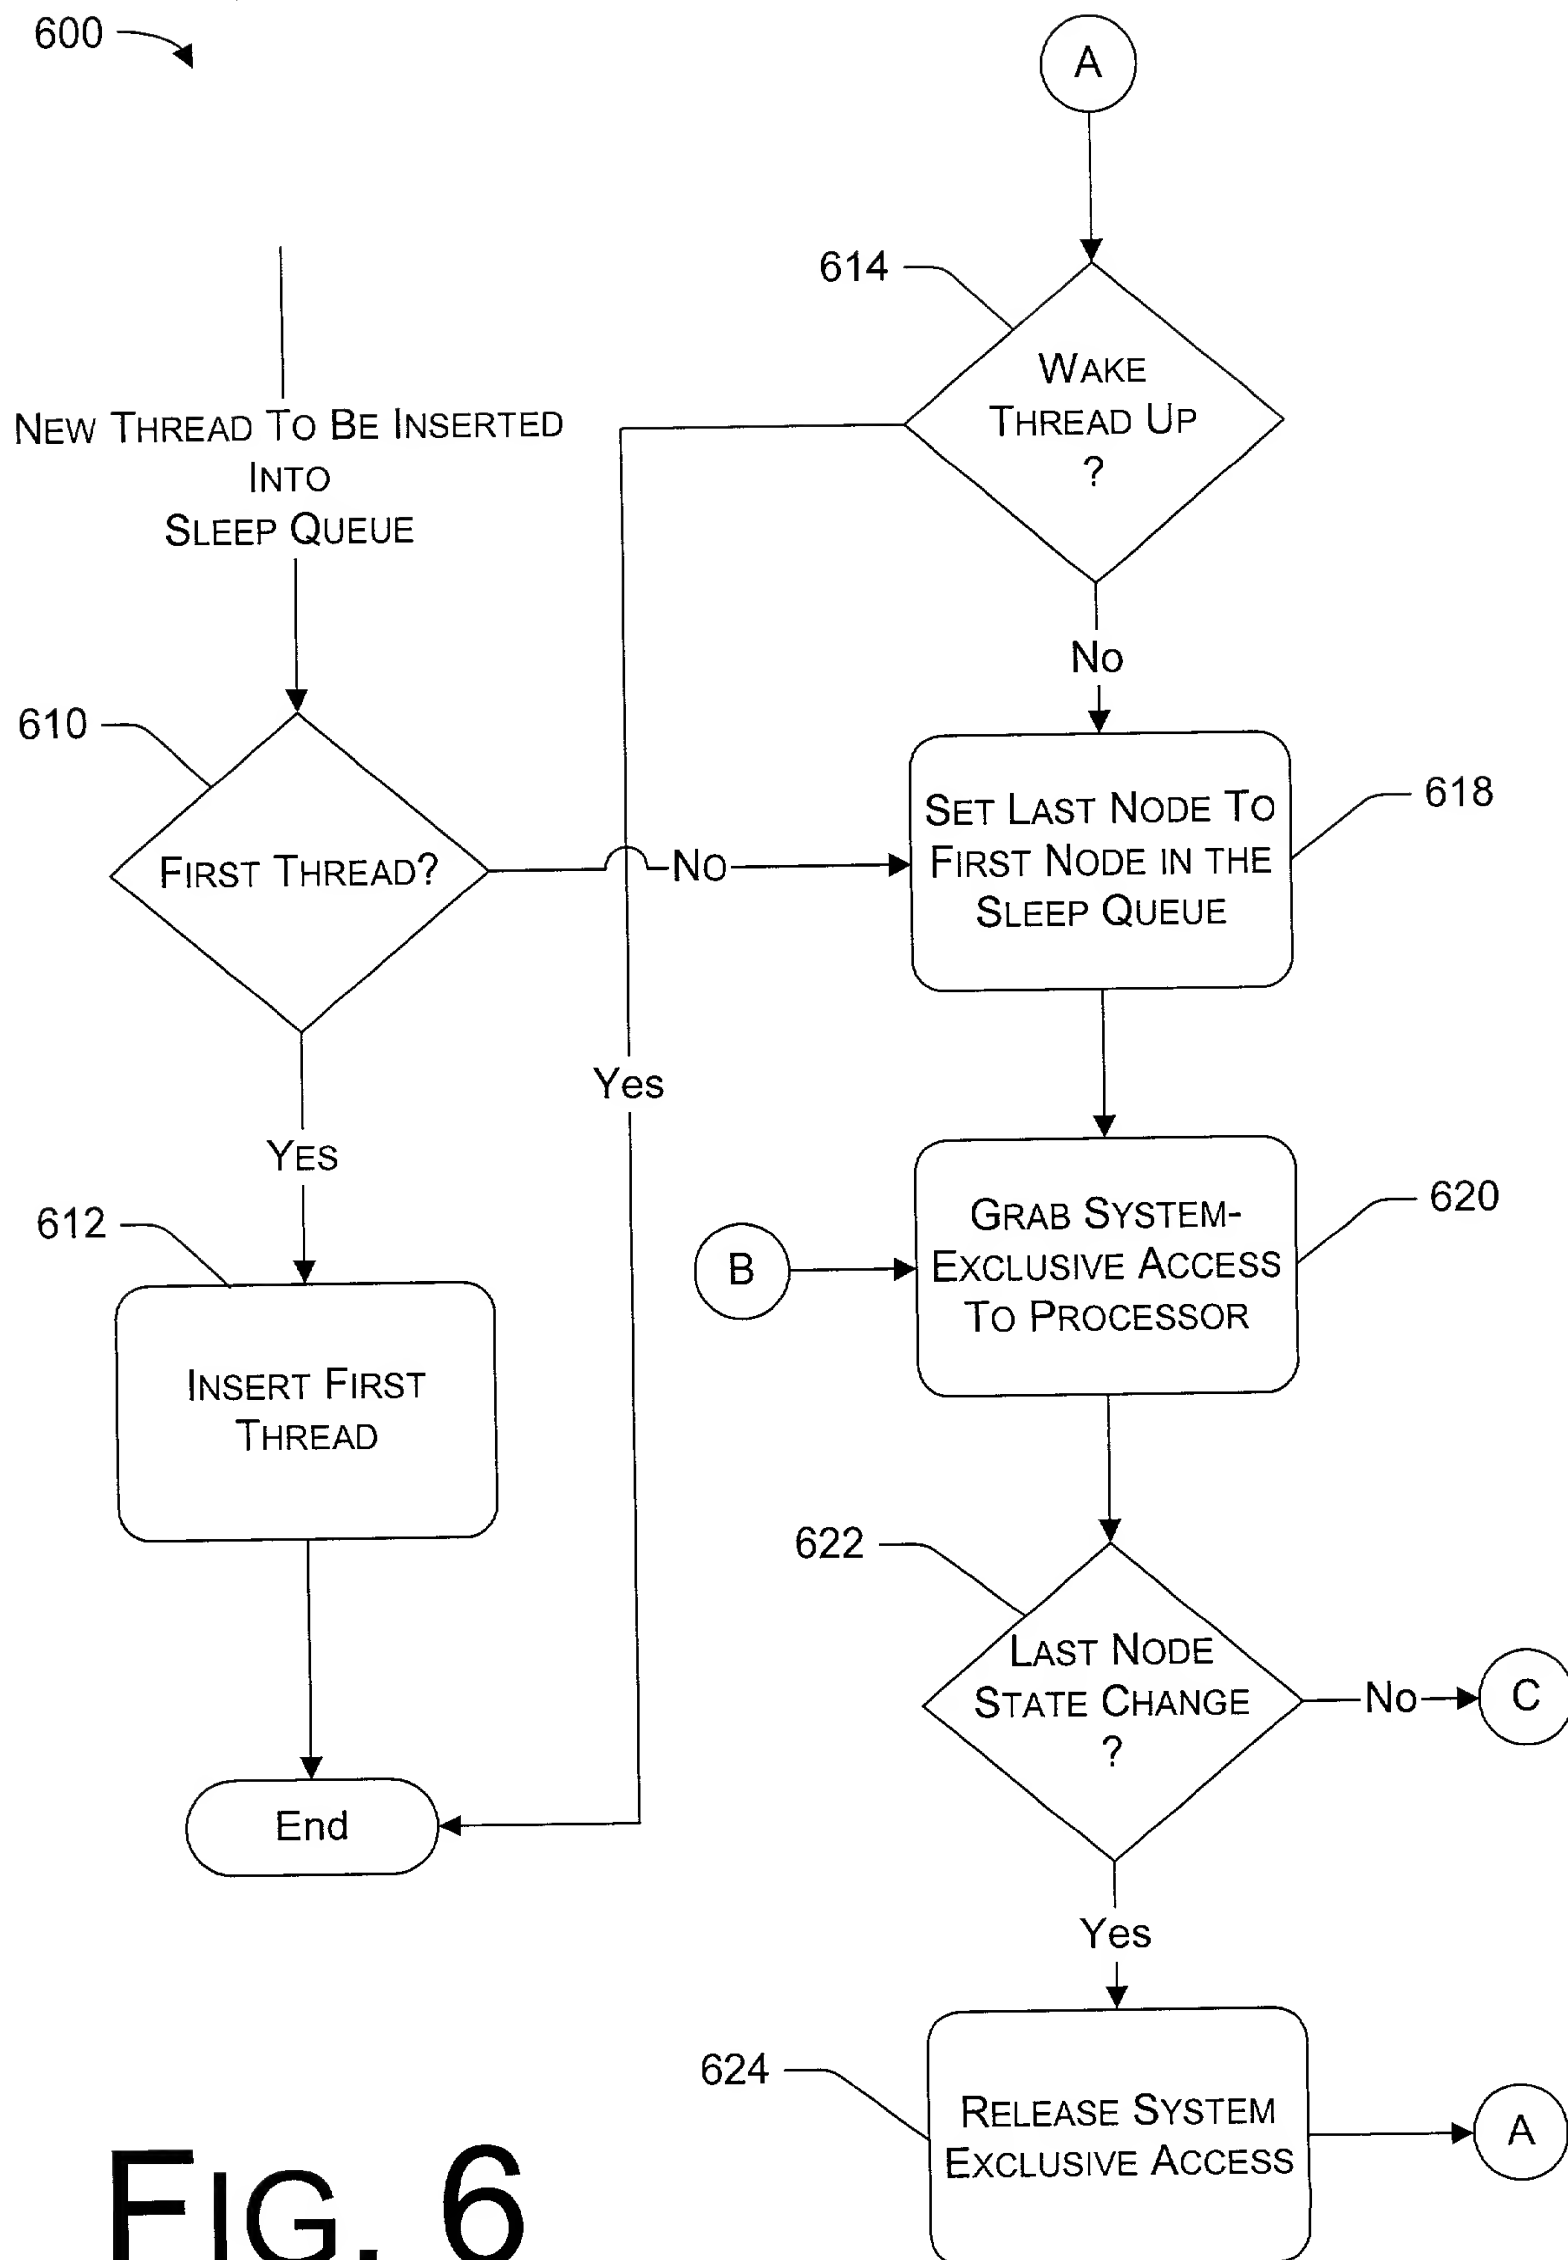 600
A
614
WAKE
THREAD UP
?
NEW THREAD TO BE INSERTED
INTO
SLEEP QUEUE
No
610
FIRST THREAD?
NO
SET LAST NODE TO
FIRST NODE IN THE
SLEEP QUEUE
618
Yes
YES
612
INSERT FIRST
THREAD
B
GRAB SYSTEM-
EXCLUSIVE ACCESS
TO PROCESSOR
620
622
LAST NODE
STATE CHANGE
?
No
C
End
Yes
624
RELEASE SYSTEM
EXCLUSIVE ACCESS
A
FIG. 6